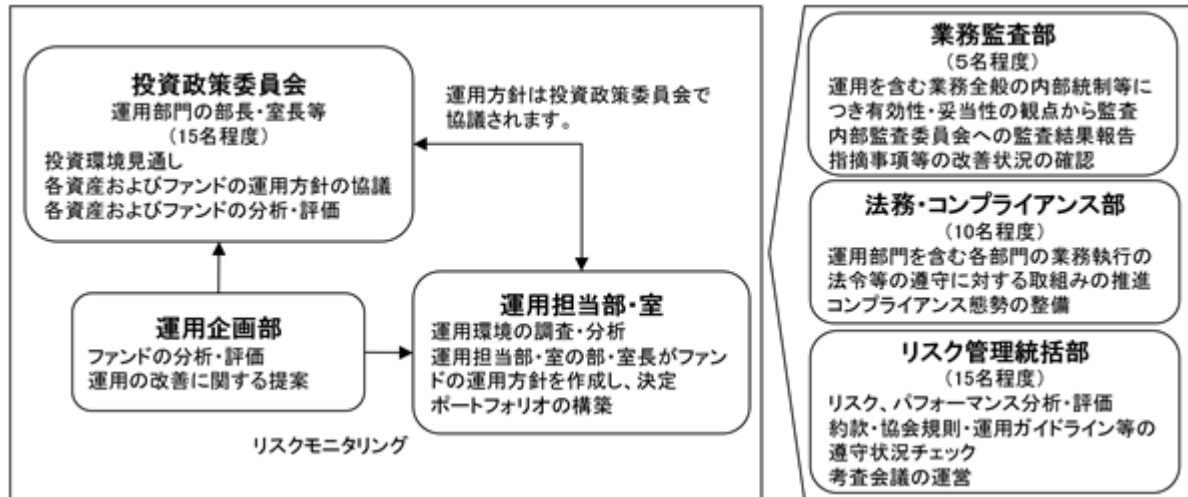 投資政策委員会
運用部門の部長・室長等
(15名程度)
投資環境見通し
各資産およびファンドの運用方針の協議
各資産およびファンドの分析・評価
運用方針は投資政策委員会で
協議されます。
運用企画部
ファンドの分析・評価
運用の改善に関する提案
運用担当部・室
運用環境の調査・分析
運用担当部・室の部・室長がファン
ドの運用方針を作成し、決定
ポートフォリオの構築
リスクモニタリング
業務監査部
(5名程度)
運用を含む業務全般の内部統制等に
つき有効性・妥当性の観点から監査
内部監査委員会への監査結果報告
指摘事項等の改善状況の確認
法務・コンプライアンス部
(10名程度)
運用部門を含む各部門の業務執行の
法令等の遵守に対する取組みの推進
コンプライアンス態勢の整備
リスク管理統括部
(15名程度)
リスク、パフォーマンス分析・評価
約款・協会規則・運用ガイドライン等の
遵守状況チェック
考査会議の運営